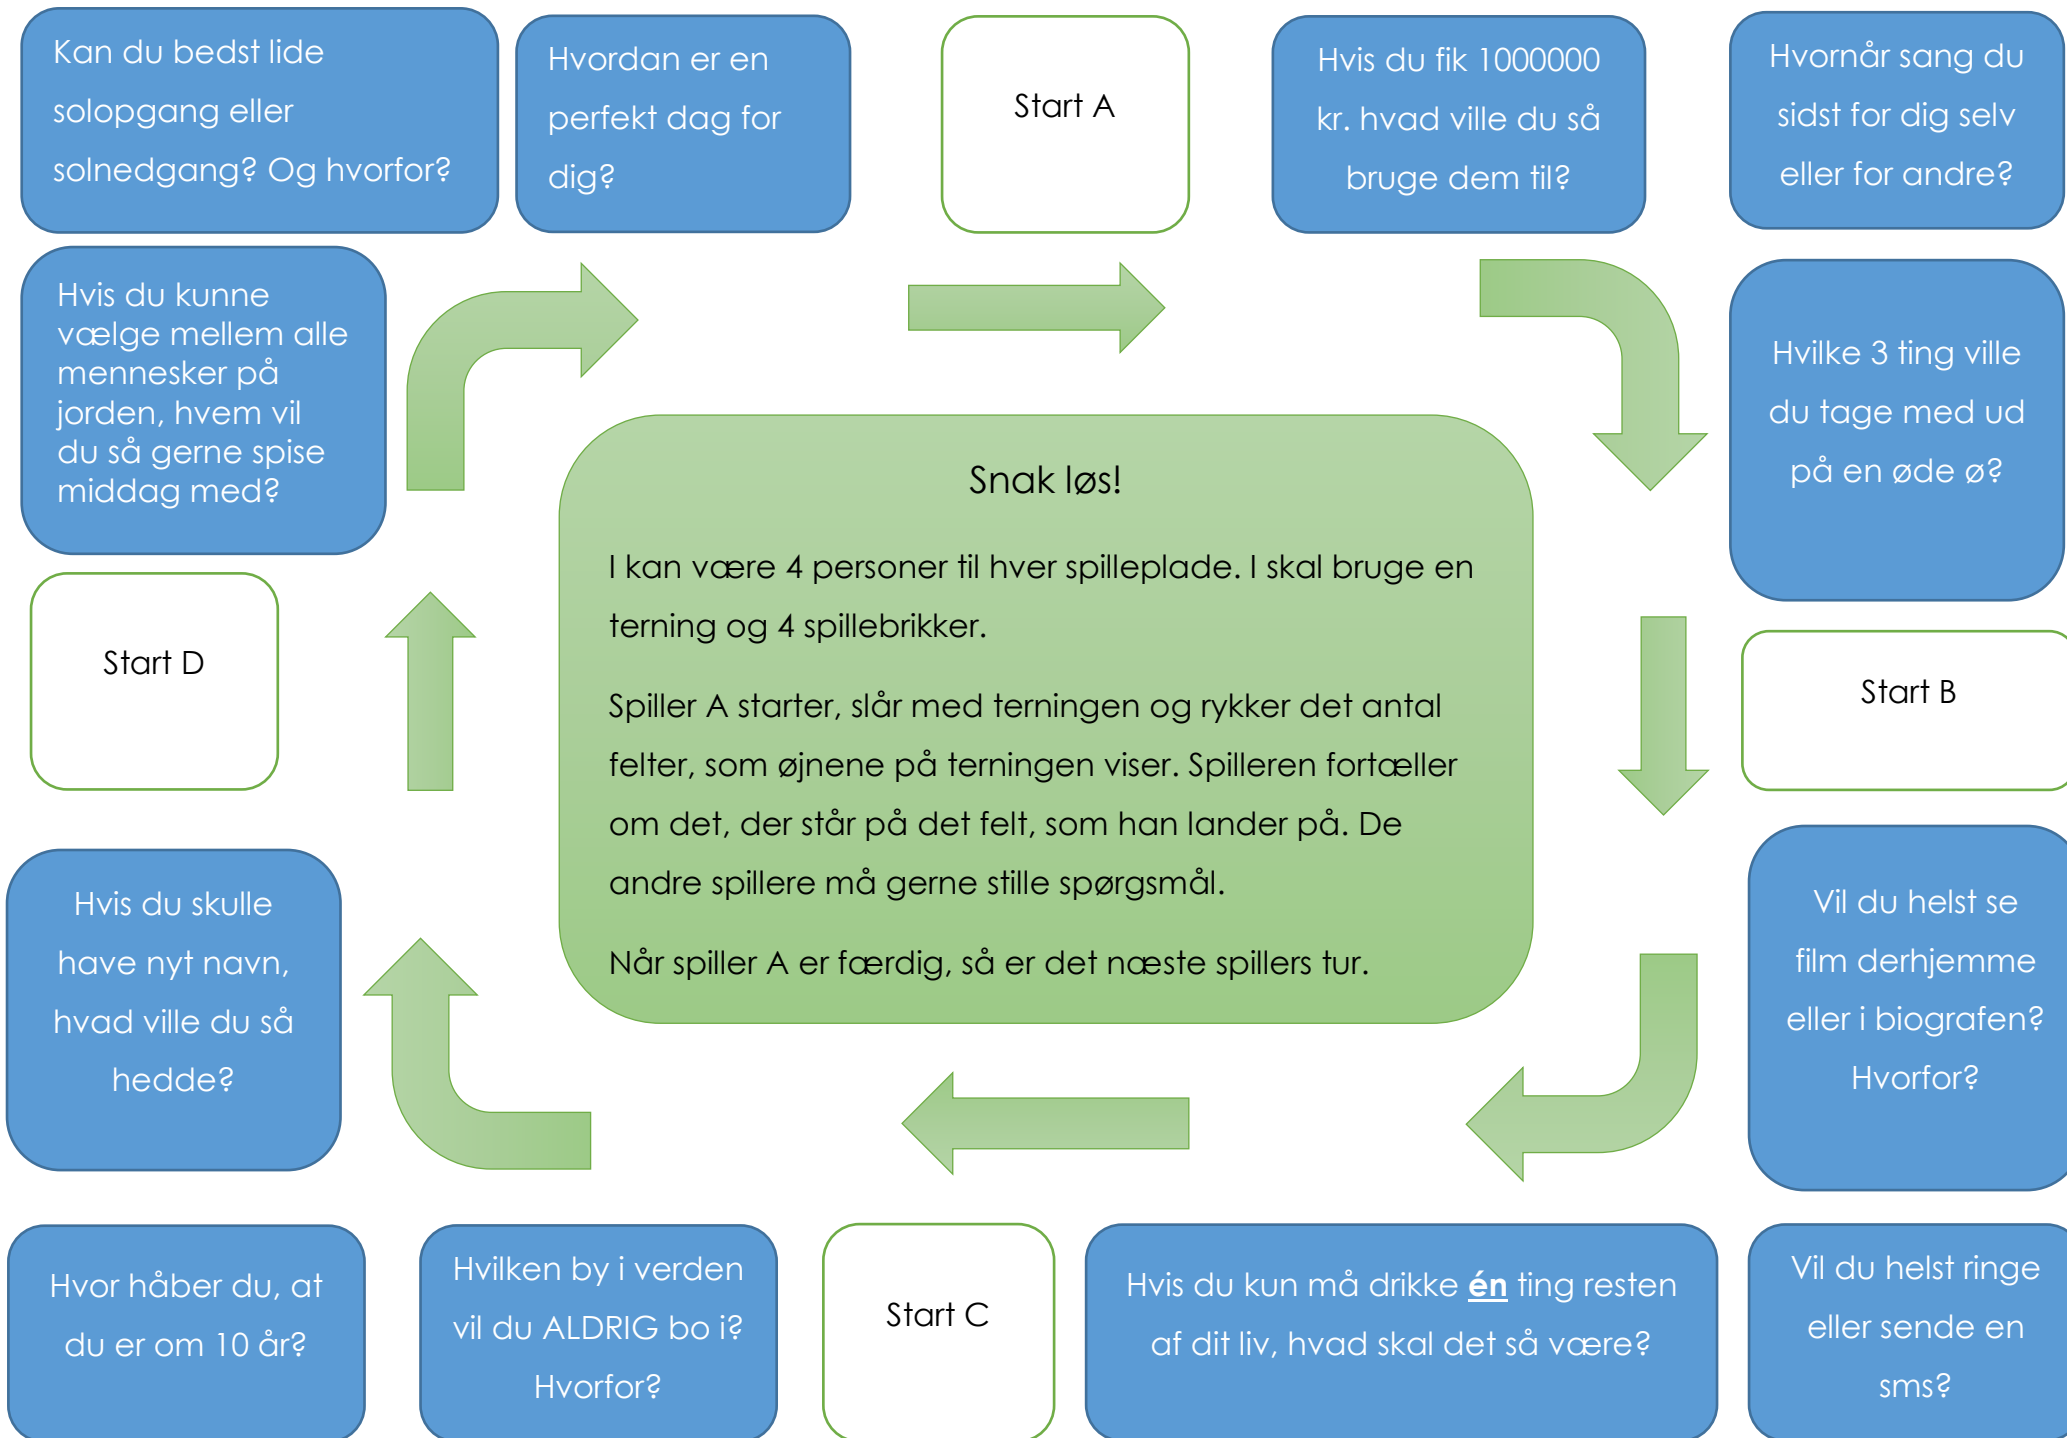 Kan du bedst lide
solopgang eller
solnedgang? Og hvorfor?
Hvordan er en
perfekt dag for
dig?
Start A
Hvis du fik 1000000
kr. hvad ville du så
bruge dem til?
Hvornår sang du
sidst for dig selv
eller for andre?
Hvis du kunne
vælge mellem alle
mennesker på
jorden, hvem vil
du så gerne spise
middag med?
Hvilke 3 ting ville
du tage med ud
på en øde ø?
Snak løs!
I kan være 4 personer til hver spilleplade. I skal bruge en
terning og 4 spillebrikker.
Spiller A starter, slår med terningen og rykker det antal
felter, som øjnene på terningen viser. Spilleren fortæller
om det, der står på det felt, som han lander på. De
andre spillere må gerne stille spørgsmål.
Når spiller A er færdig, så er det næste spillers tur.
Start D
Start B
Hvis du skulle
have nyt navn,
hvad ville du så
hedde?
Vil du helst se
film derhjemme
eller i biografen?
Hvorfor?
Hvor håber du, at
du er om 10 år?
Hvilken by i verden
vil du ALDRIG bo i?
Hvorfor?
Start C
Hvis du kun må drikke én ting resten
af dit liv, hvad skal det så være?
Vil du helst ringe
eller sende en
sms?